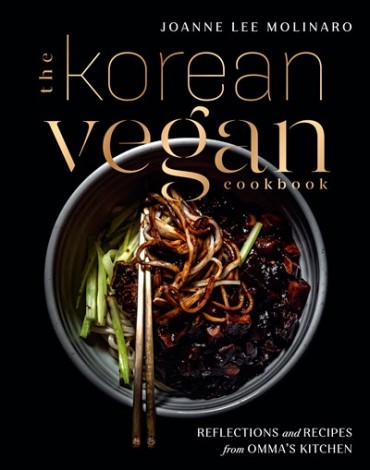 JOANNE LEE MOLINARO
the
korean
vegan
cookbook
REFLECTIONS and RECIPES
from OMMA'S KITCHEN